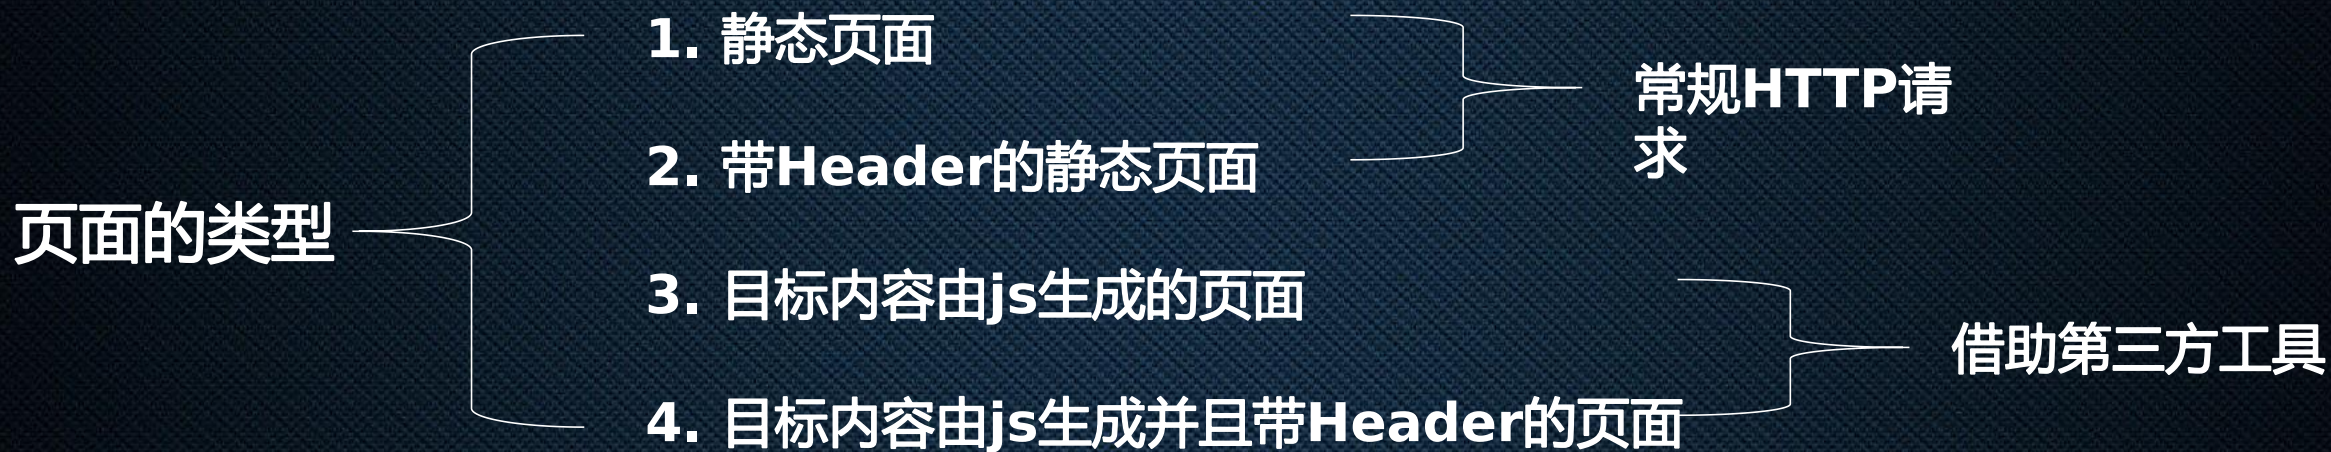 页面的类型
1. 静态页面
2. 带Header的静态页面
3. 目标内容由js生成的页面
4. 目标内容由js生成并且带Header的页面
常规HTTP请
求
借助第三方工具